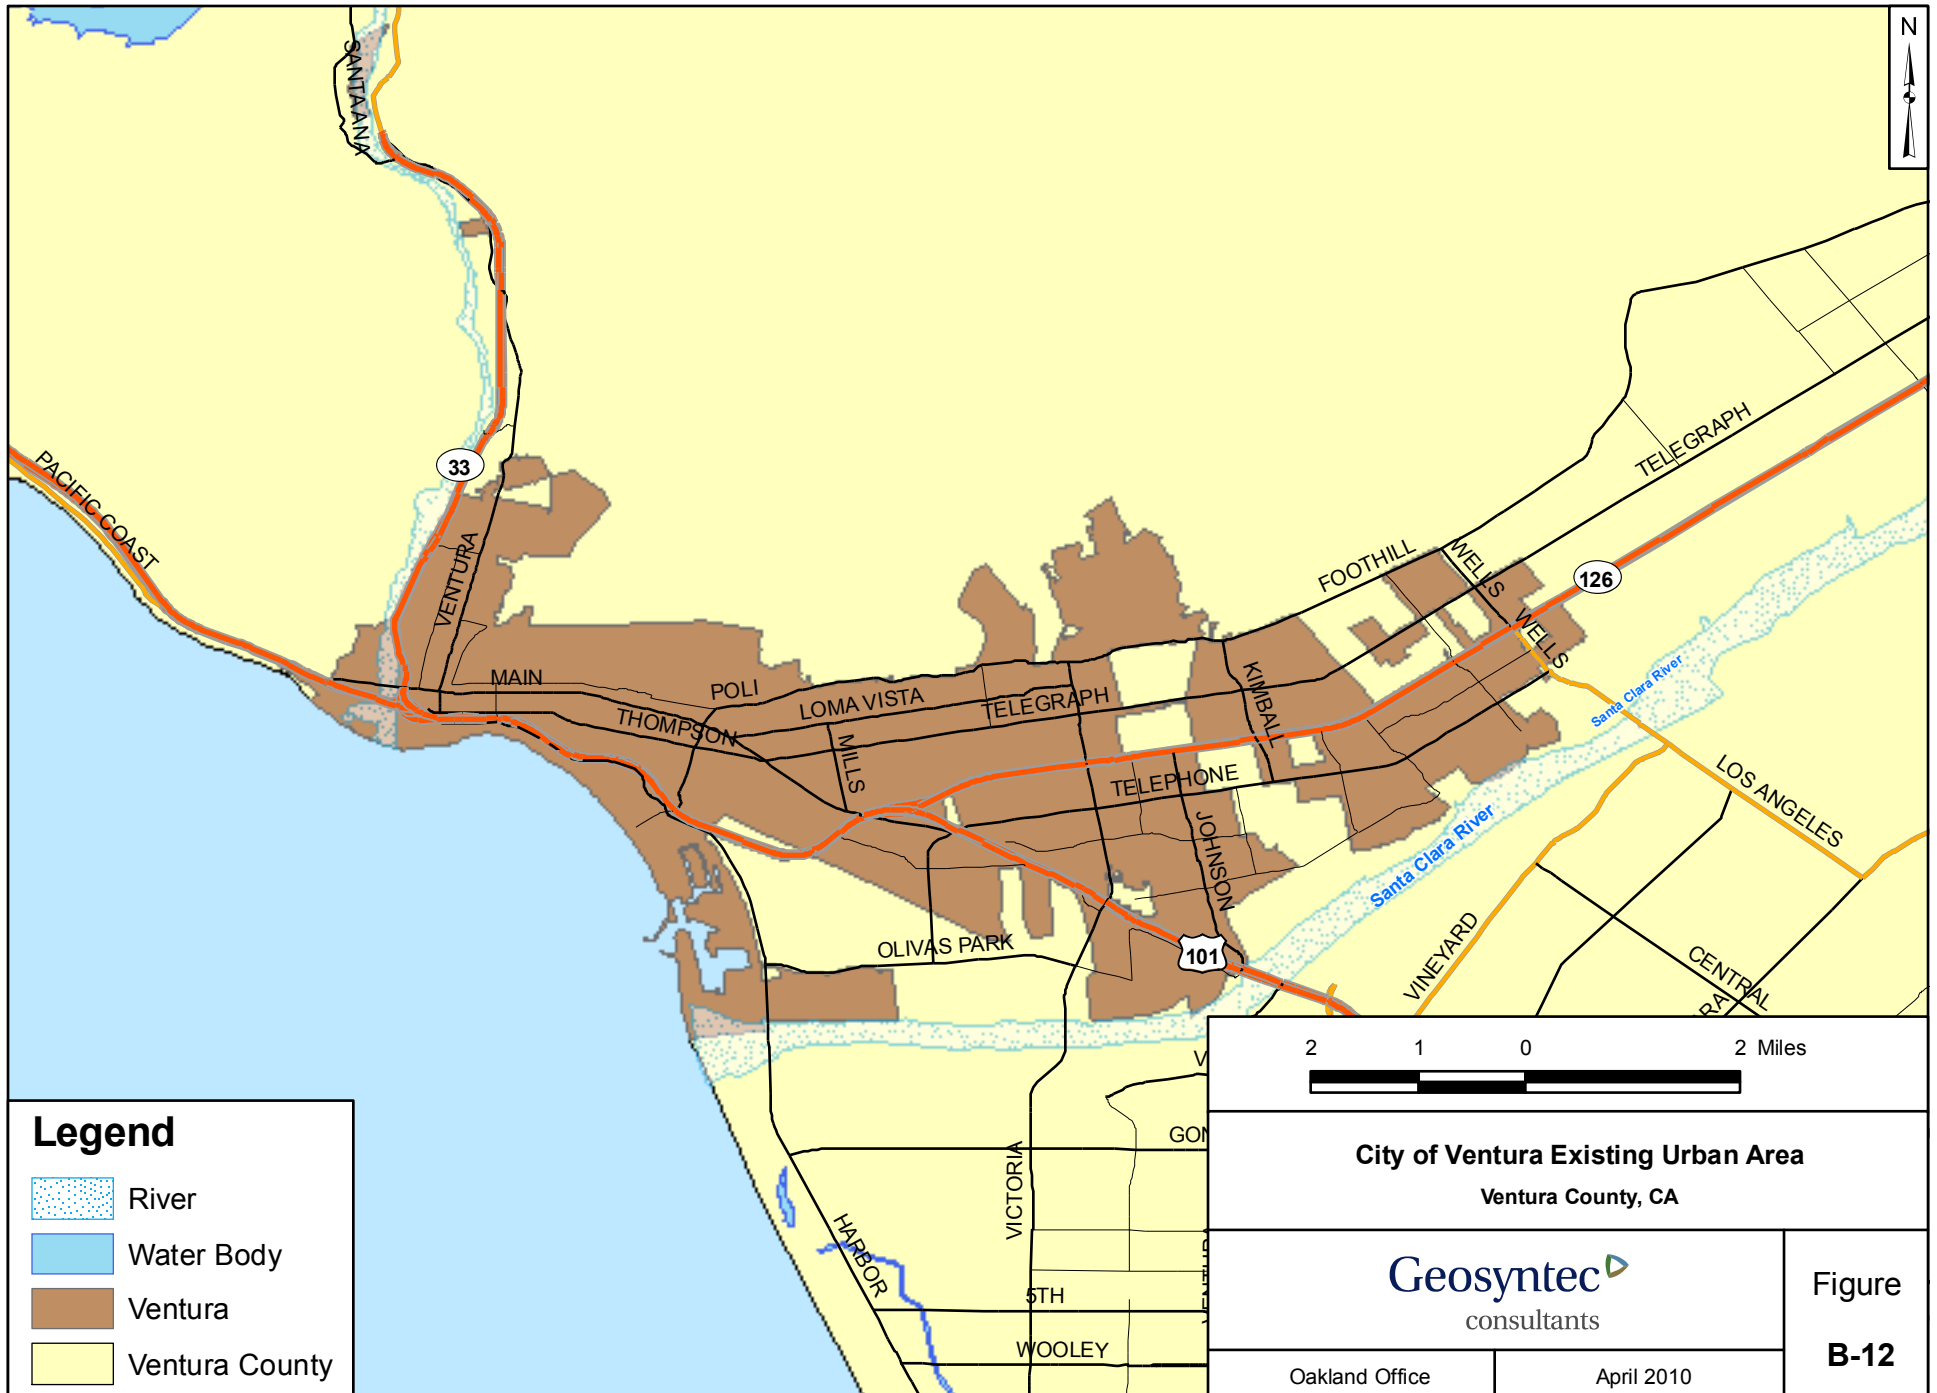 N
SANTA ANA
33
PACIFIC COAST
VENTURA
MAIN
POLI
THOMPSON
LOMA VISTA
TELEGRAPH
MILLS
KIMBALL
FOOTHILL
WELLS
TELEGRAPH
126
WELLS
Santa Clara River
LOS ANGELES
TELEPHONE
JOHNSON
Santa Clara River
OLIVAS PARK
101
VINEYARD
CENTRAL
RA
V
GON
VICTORIA
HARBOR
VENTURA
5TH
WOOLEY
2 1 0 2 Miles
City of Ventura Existing Urban Area
Ventura County, CA
Geosyntec
consultants
Figure
B-12
Oakland Office
April 2010
Legend
River
Water Body
Ventura
Ventura County